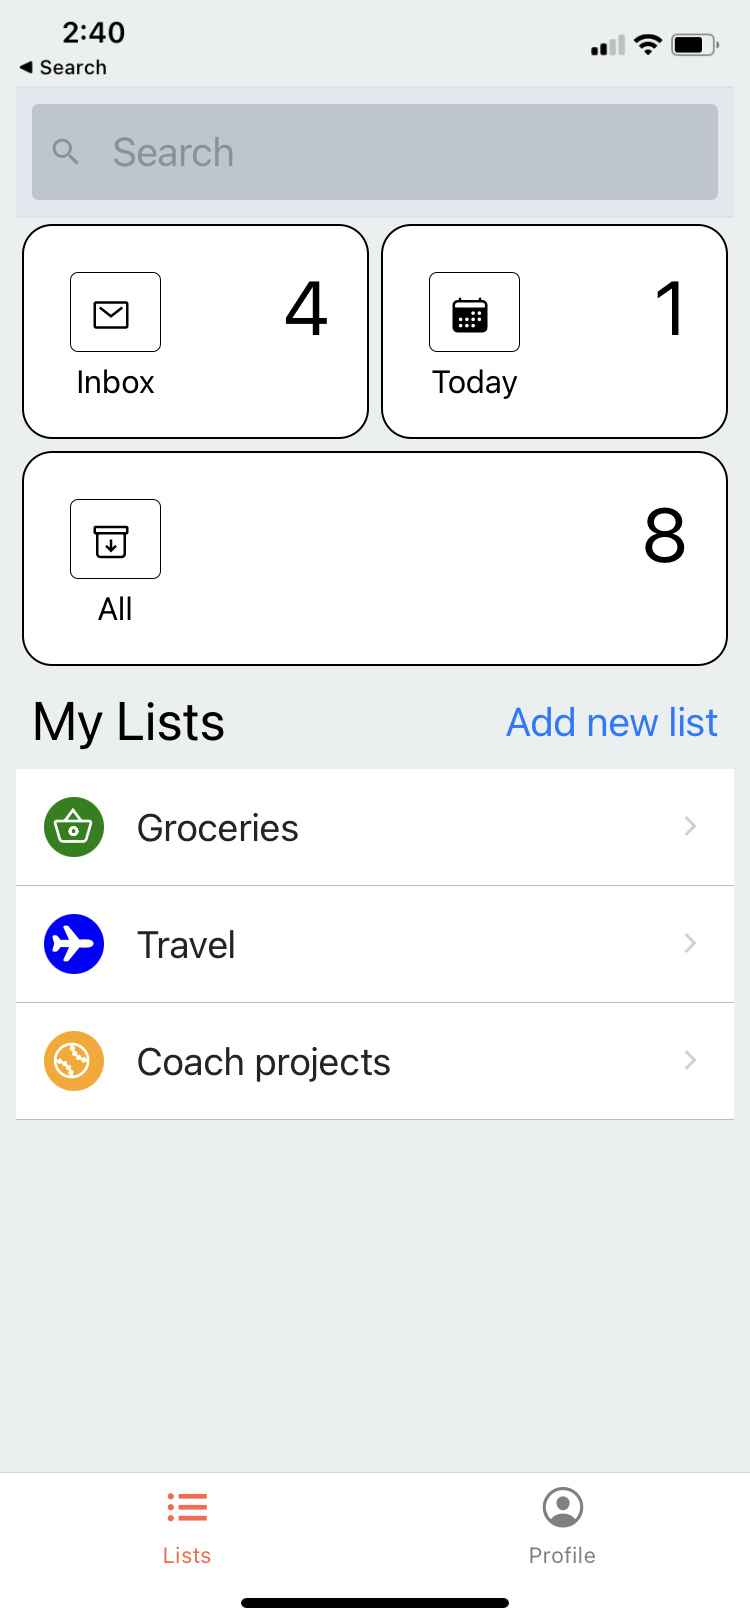 2:40
◀ Search
Search
4
Inbox
1
Today
8
All
My Lists
Add new list
Groceries
Travel
Coach projects
Lists
Profile